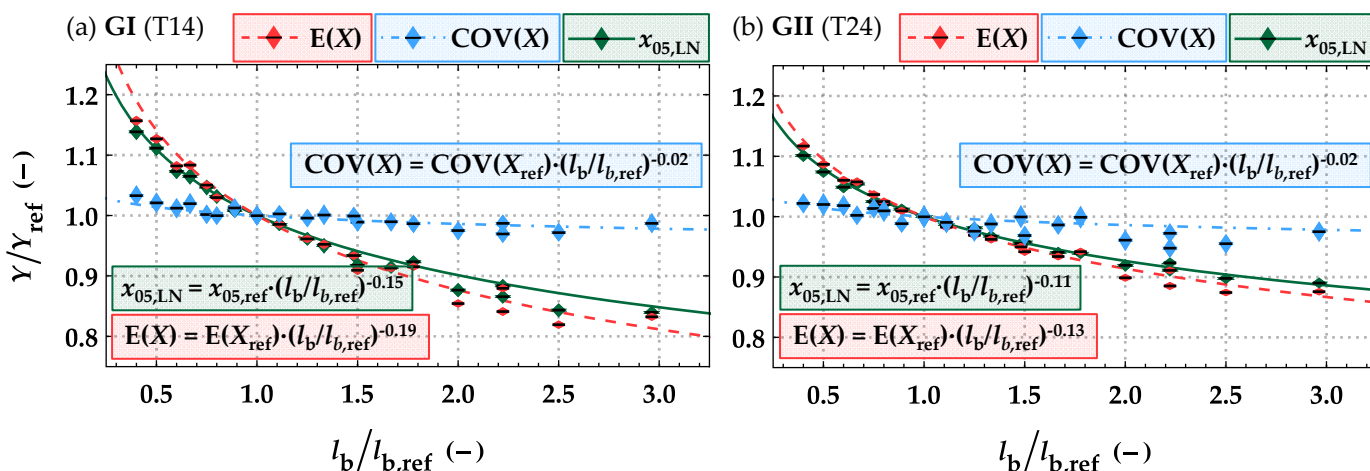 (a) GI (T14) E(X) COV(X) x05,LN
(b) GII (T24) E(X) COV(X) x05,LN
Y/Yref (–)
1.2
1.1
1.0
0.9
0.8
COV(X) = COV(Xref)·(lb/lb,ref)^-0.02
x05,LN = x05,ref·(lb/lb,ref)^-0.15
E(X) = E(Xref)·(lb/lb,ref)^-0.19
0.5 1.0 1.5 2.0 2.5 3.0
lb/lb,ref (–)
1.2
1.1
1.0
0.9
0.8
COV(X) = COV(Xref)·(lb/lb,ref)^-0.02
x05,LN = x05,ref·(lb/lb,ref)^-0.11
E(X) = E(Xref)·(lb/lb,ref)^-0.13
0.5 1.0 1.5 2.0 2.5 3.0
lb/lb,ref (–)